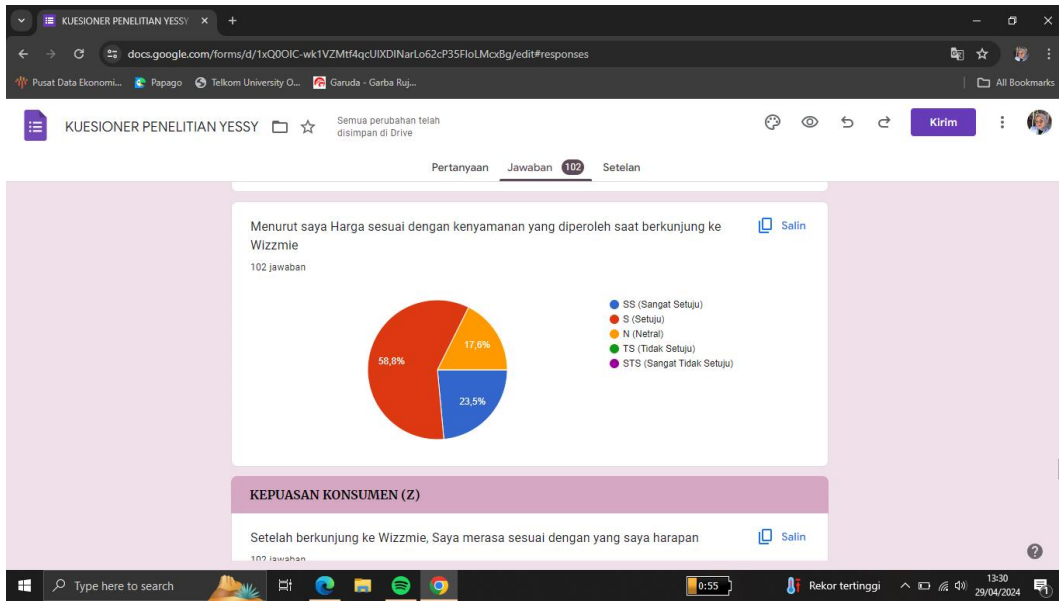 KUESIONER PENELITIAN YESSY
docs.google.com/forms/d/1xQ0OIC-wk1VZMtf4qcUIXDINarLo62cP35FIoLMcxBg/edit#responses
Pusat Data Ekonomi... Papago Telkom University O... Garuda - Garba Ruj... All Bookmarks
KUESIONER PENELITIAN YESSY
Semua perubahan telah
disimpan di Drive
Kirim
Pertanyaan Jawaban 102 Setelan
Menurut saya Harga sesuai dengan kenyamanan yang diperoleh saat berkunjung ke
Wizzmie
Salin
102 jawaban
SS (Sangat Setuju)
S (Setuju)
N (Netral)
TS (Tidak Setuju)
STS (Sangat Tidak Setuju)
17,6%
58,8%
23,5%
KEPUASAN KONSUMEN (Z)
Setelah berkunjung ke Wizzmie, Saya merasa sesuai dengan yang saya harapan
Salin
102 jawaban
Type here to search
0:55
Rekor tertinggi
13:30
29/04/2024